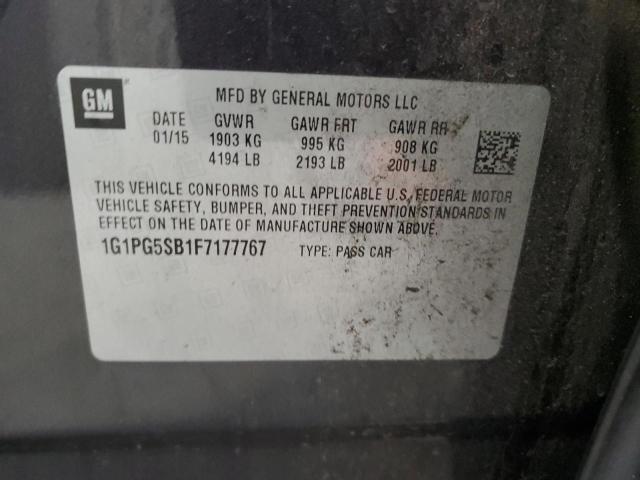 GM
MFD BY GENERAL MOTORS LLC
DATE GVWR GAWR FRT GAWR RR
01/15 1903 KG 995 KG 908 KG
4194 LB 2193 LB 2001 LB
THIS VEHICLE CONFORMS TO ALL APPLICABLE U.S. FEDERAL MOTOR
VEHICLE SAFETY, BUMPER, AND THEFT PREVENTION STANDARDS IN
EFFECT ON THE DATE OF MANUFACTURE SHOWN ABOVE.
1G1PG5SB1F7177767 TYPE: PASS CAR